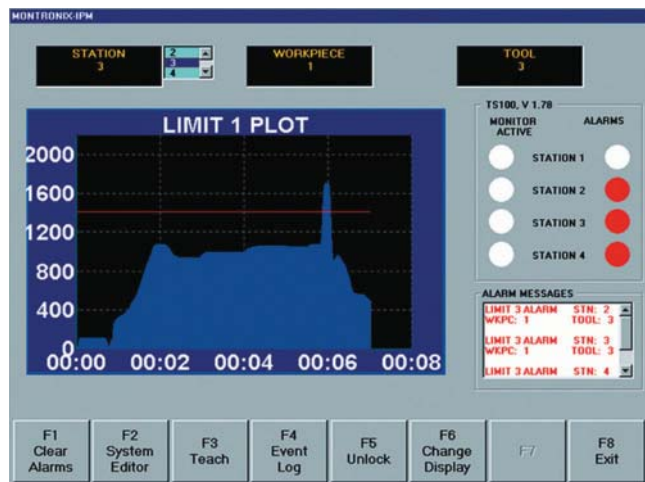 MONTRONIX-IPM
STATION
3
2
3
4
WORKPIECE
1
TOOL
3
LIMIT 1 PLOT
2000
1600
1200
800
400
0
00:00 00:02 00:04 00:06 00:08
TS100, V 1.78
MONITOR
ACTIVE
ALARMS
STATION 1
STATION 2
STATION 3
STATION 4
ALARM MESSAGES
LIMIT 3 ALARM STN: 2
WKPC: 1 TOOL: 3
LIMIT 3 ALARM STN: 3
WKPC: 1 TOOL: 3
LIMIT 3 ALARM STN: 4
F1
Clear
Alarms
F2
System
Editor
F3
Teach
F4
Event
Log
F5
Unlock
F6
Change
Display
F7
F8
Exit